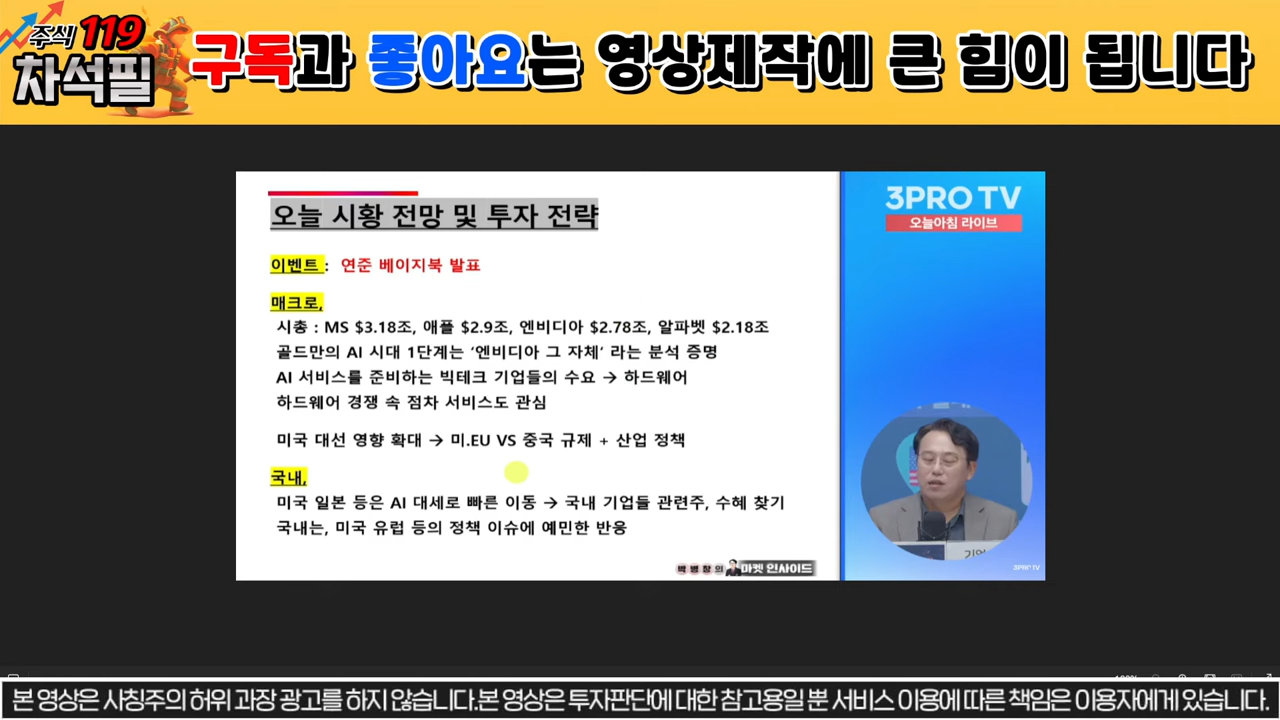 주식 119
차석필
구독과 좋아요는 영상제작에 큰 힘이 됩니다
3PRO TV
오늘아침 라이브
오늘 시황 전망 및 투자 전략
이벤트 : 연준 베이지북 발표
매크로,
시총 : MS $3.18조, 애플 $2.9조, 엔비디아 $2.78조, 알파벳 $2.18조
골드만의 AI 시대 1단계는 ‘엔비디아 그 자체‘ 라는 분석 증명
AI 서비스를 준비하는 빅테크 기업들의 수요 → 하드웨어
하드웨어 경쟁 속 점차 서비스도 관심
미국 대선 영향 확대 → 미.EU VS 중국 규제 + 산업 정책
국내,
미국 일본 등은 AI 대세로 빠른 이동 → 국내 기업들 관련주, 수혜 찾기
국내는, 미국 유럽 등의 정책 이슈에 예민한 반응
기업
박병창의 마켓 인사이드
3PRO TV
본 영상은 사칭주의 허위 과장 광고를 하지 않습니다.본 영상은 투자판단에 대한 참고용일 뿐 서비스 이용에 따른 책임은 이용자에게 있습니다.